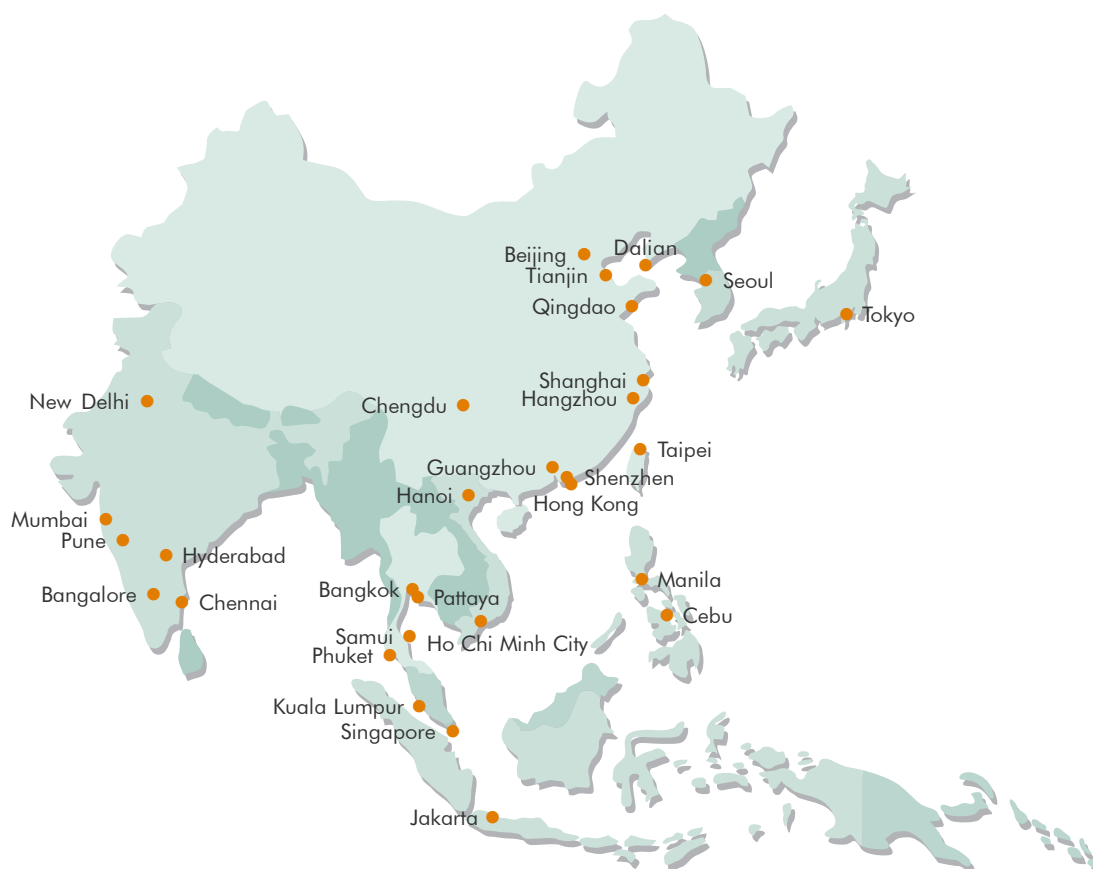 Dalian
Beijing
Tianjin
Seoul
Qingdao
Tokyo
Shanghai
Hangzhou
New Delhi
Chengdu
Taipei
Guangzhou
Shenzhen
Hanoi
Hong Kong
Mumbai
Pune
Hyderabad
Manila
Bangkok
Bangalore
Pattaya
Chennai
Cebu
Samui
Ho Chi Minh City
Phuket
Kuala Lumpur
Singapore
Jakarta